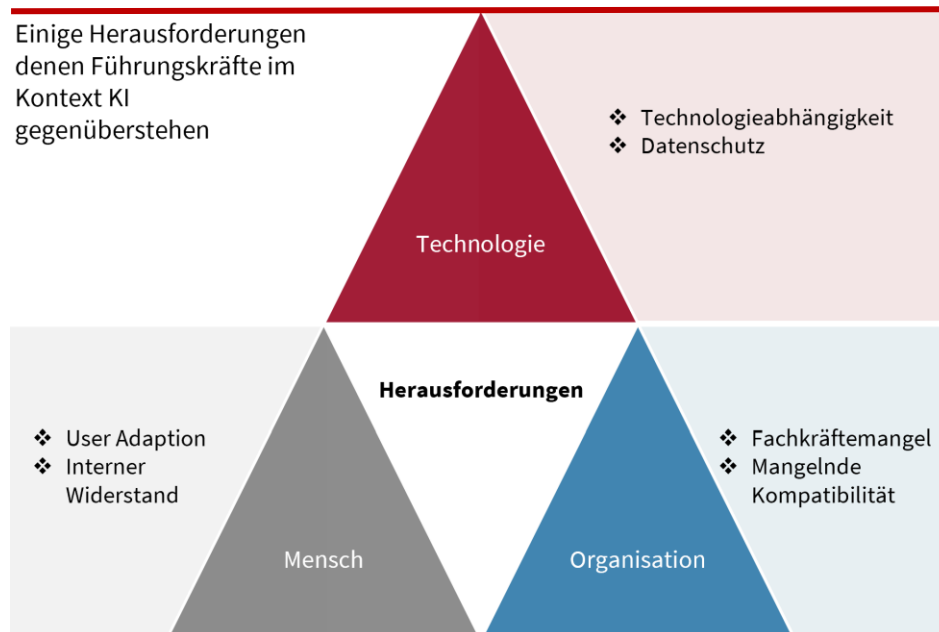 Einige Herausforderungen
denen Führungskräfte im
Kontext KI
gegenüberstehen
❖ Technologieabhängigkeit
❖ Datenschutz
Technologie
Herausforderungen
❖ User Adaption
❖ Interner
Widerstand
❖ Fachkräftemangel
❖ Mangelnde
Kompatibilität
Mensch
Organisation